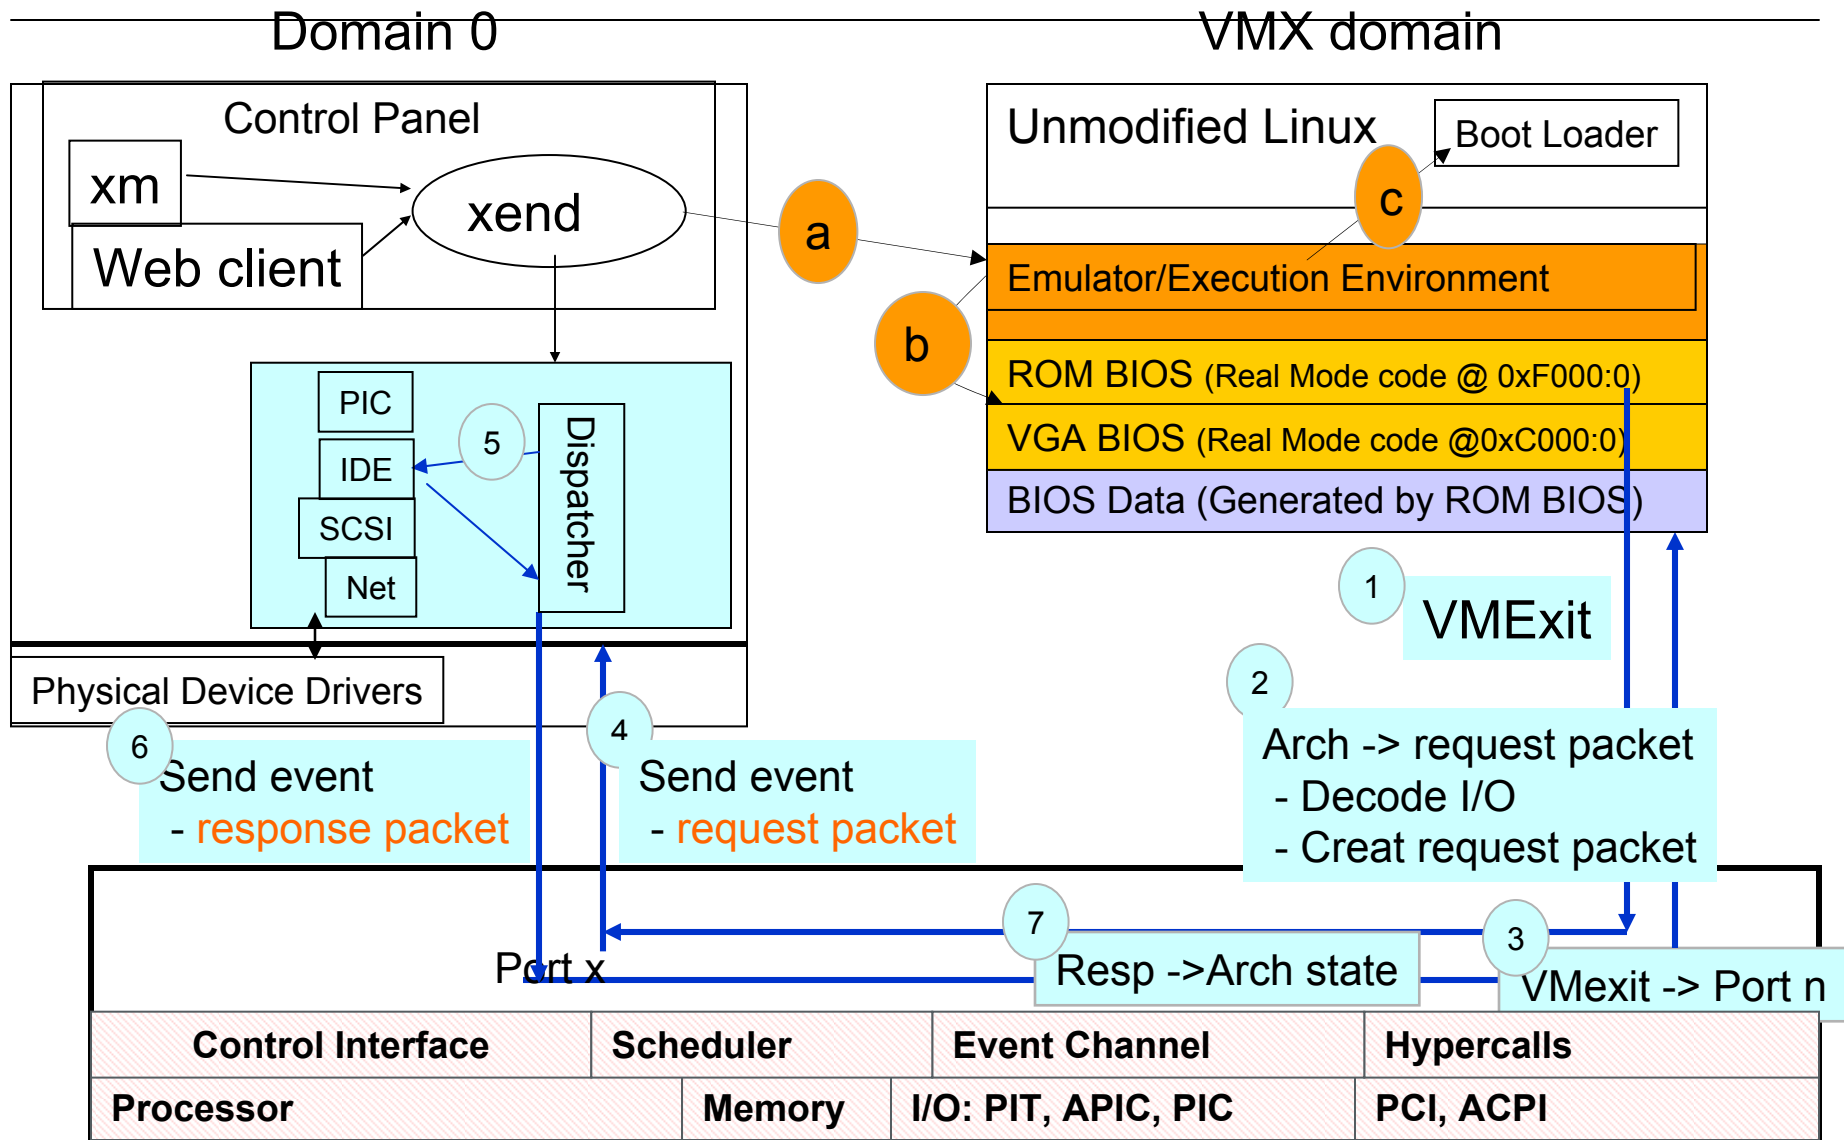 Domain 0
VMX domain
Control Panel
xm
Web client
xend
a
Unmodified Linux
Boot Loader
c
Emulator/Execution Environment
b
ROM BIOS (Real Mode code @ 0xF000:0)
VGA BIOS (Real Mode code @0xC000:0)
BIOS Data (Generated by ROM BIOS)
PIC
IDE
SCSI
Net
5
Dispatcher
Physical Device Drivers
1
VMExit
2
Arch -> request packet
- Decode I/O
- Creat request packet
6
Send event
- response packet
4
Send event
- request packet
Port x
7
Resp ->Arch state
3
VMexit -> Port n
Control Interface
Scheduler
Event Channel
Hypercalls
Processor
Memory
I/O: PIT, APIC, PIC
PCI, ACPI